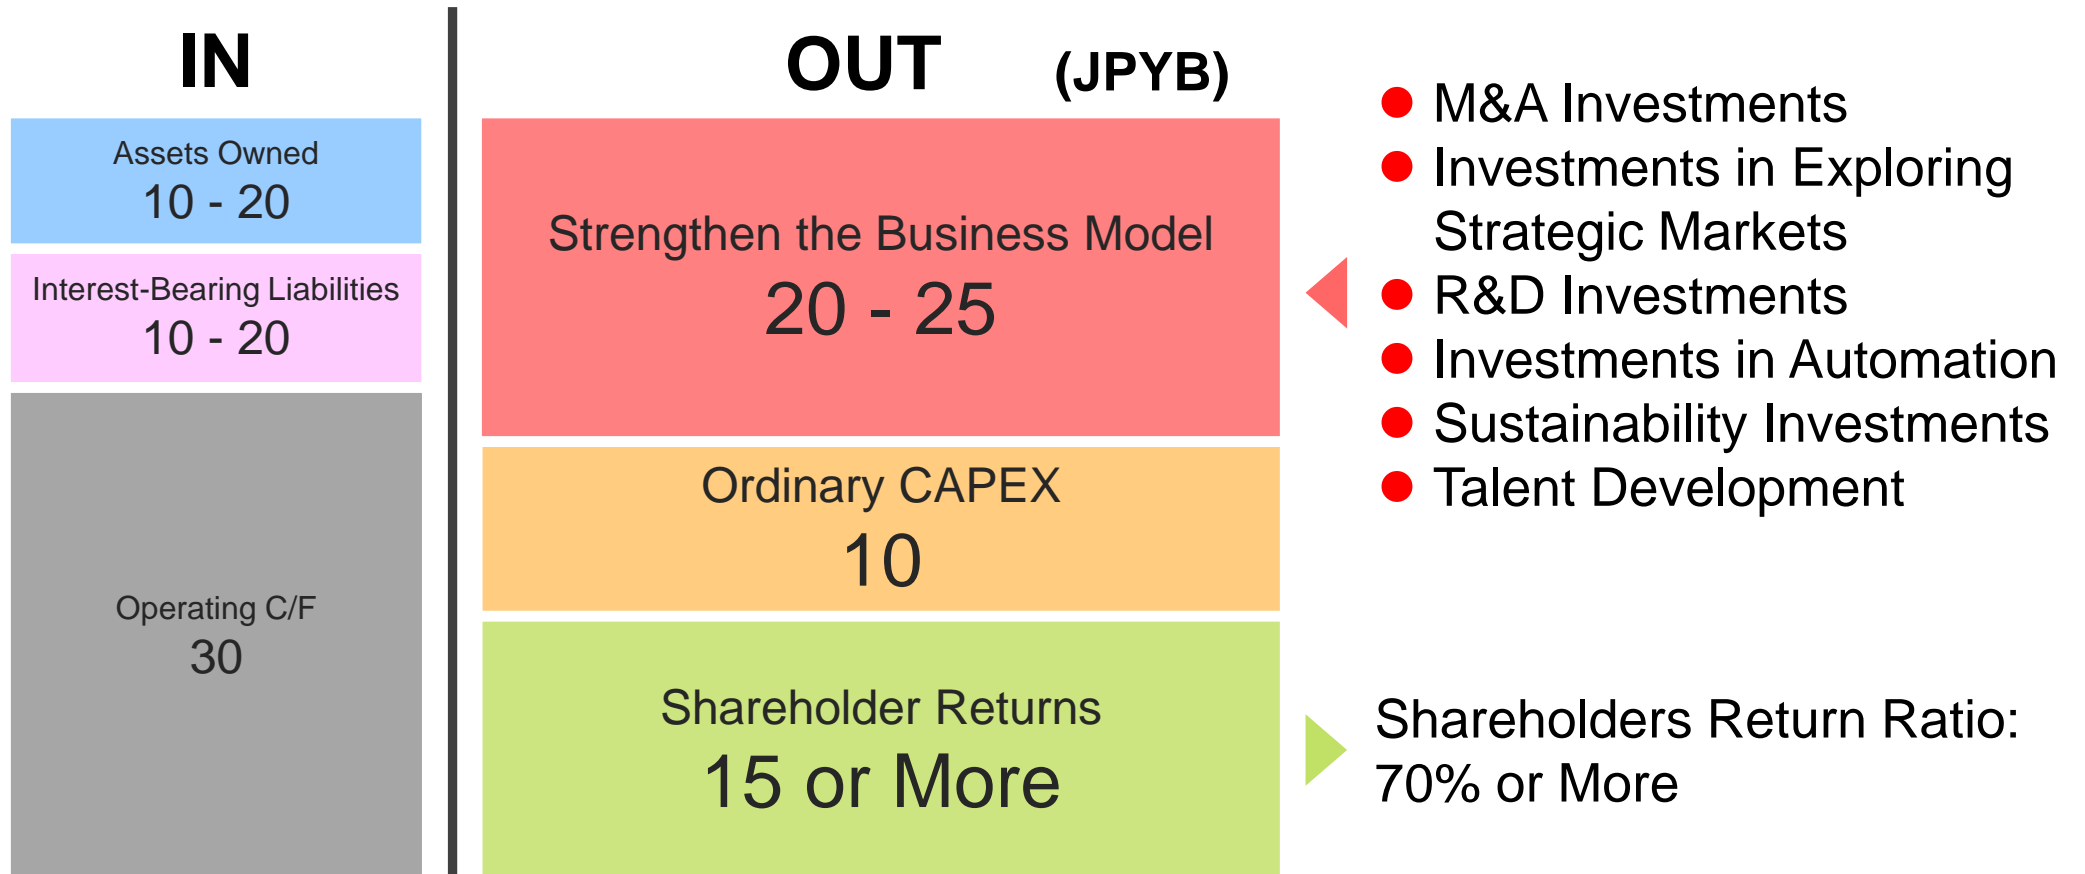 IN
Assets Owned
10 - 20
Interest-Bearing Liabilities
10 - 20
Operating C/F
30
OUT (JPYB)
Strengthen the Business Model
20 - 25
Ordinary CAPEX
10
Shareholder Returns
15 or More
● M&A Investments
● Investments in Exploring
Strategic Markets
● R&D Investments
● Investments in Automation
● Sustainability Investments
● Talent Development
Shareholders Return Ratio:
70% or More